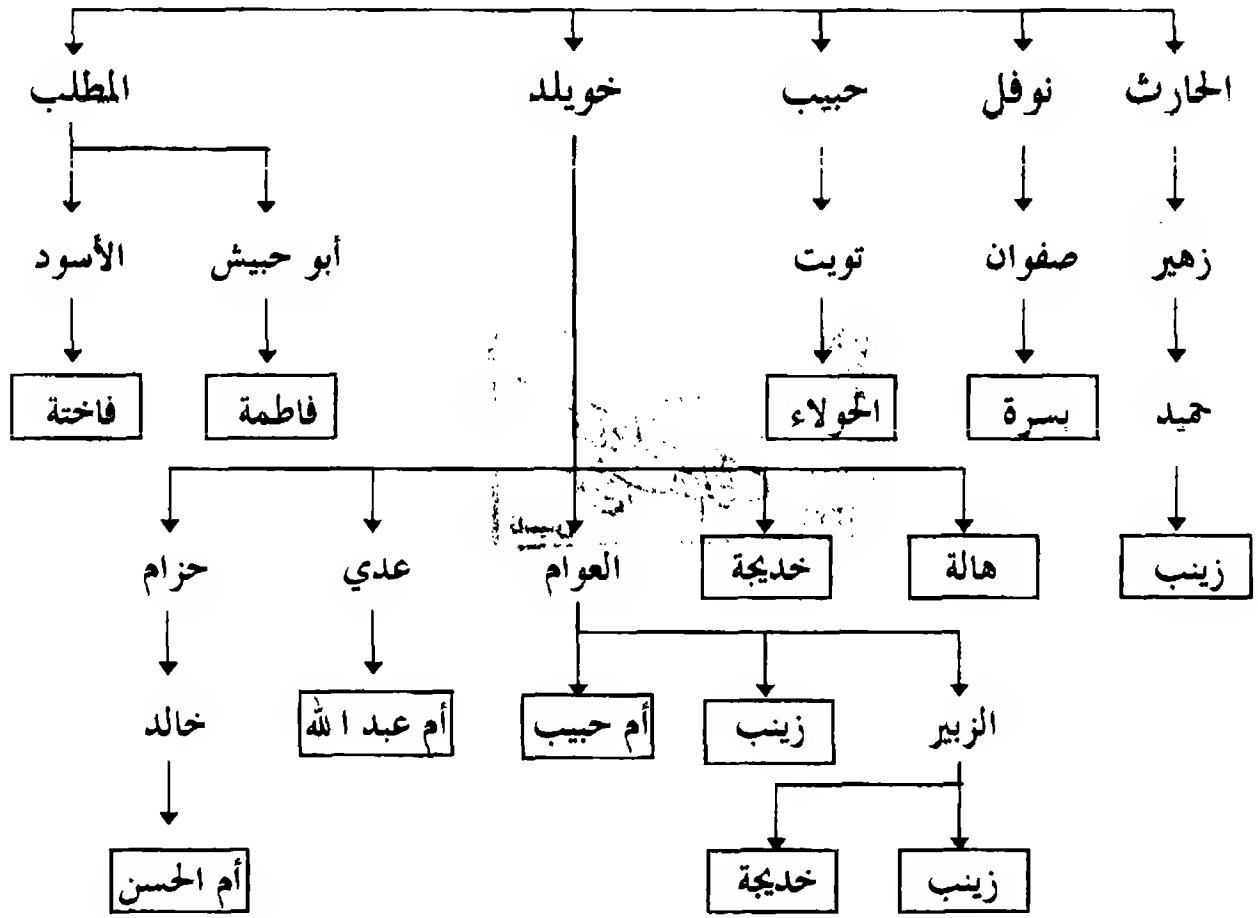 الحارث نوفل حبيب خويلد المطلب
زهير صفوان تويت أبو حبيش الأسود
حميد بسرة الحولاء فاطمة فاختة
زينب هالة خديجة العوام عدي حزام
الزبير زينب أم حبيب أم عبد الله خالد
زينب خديجة أم الحسن